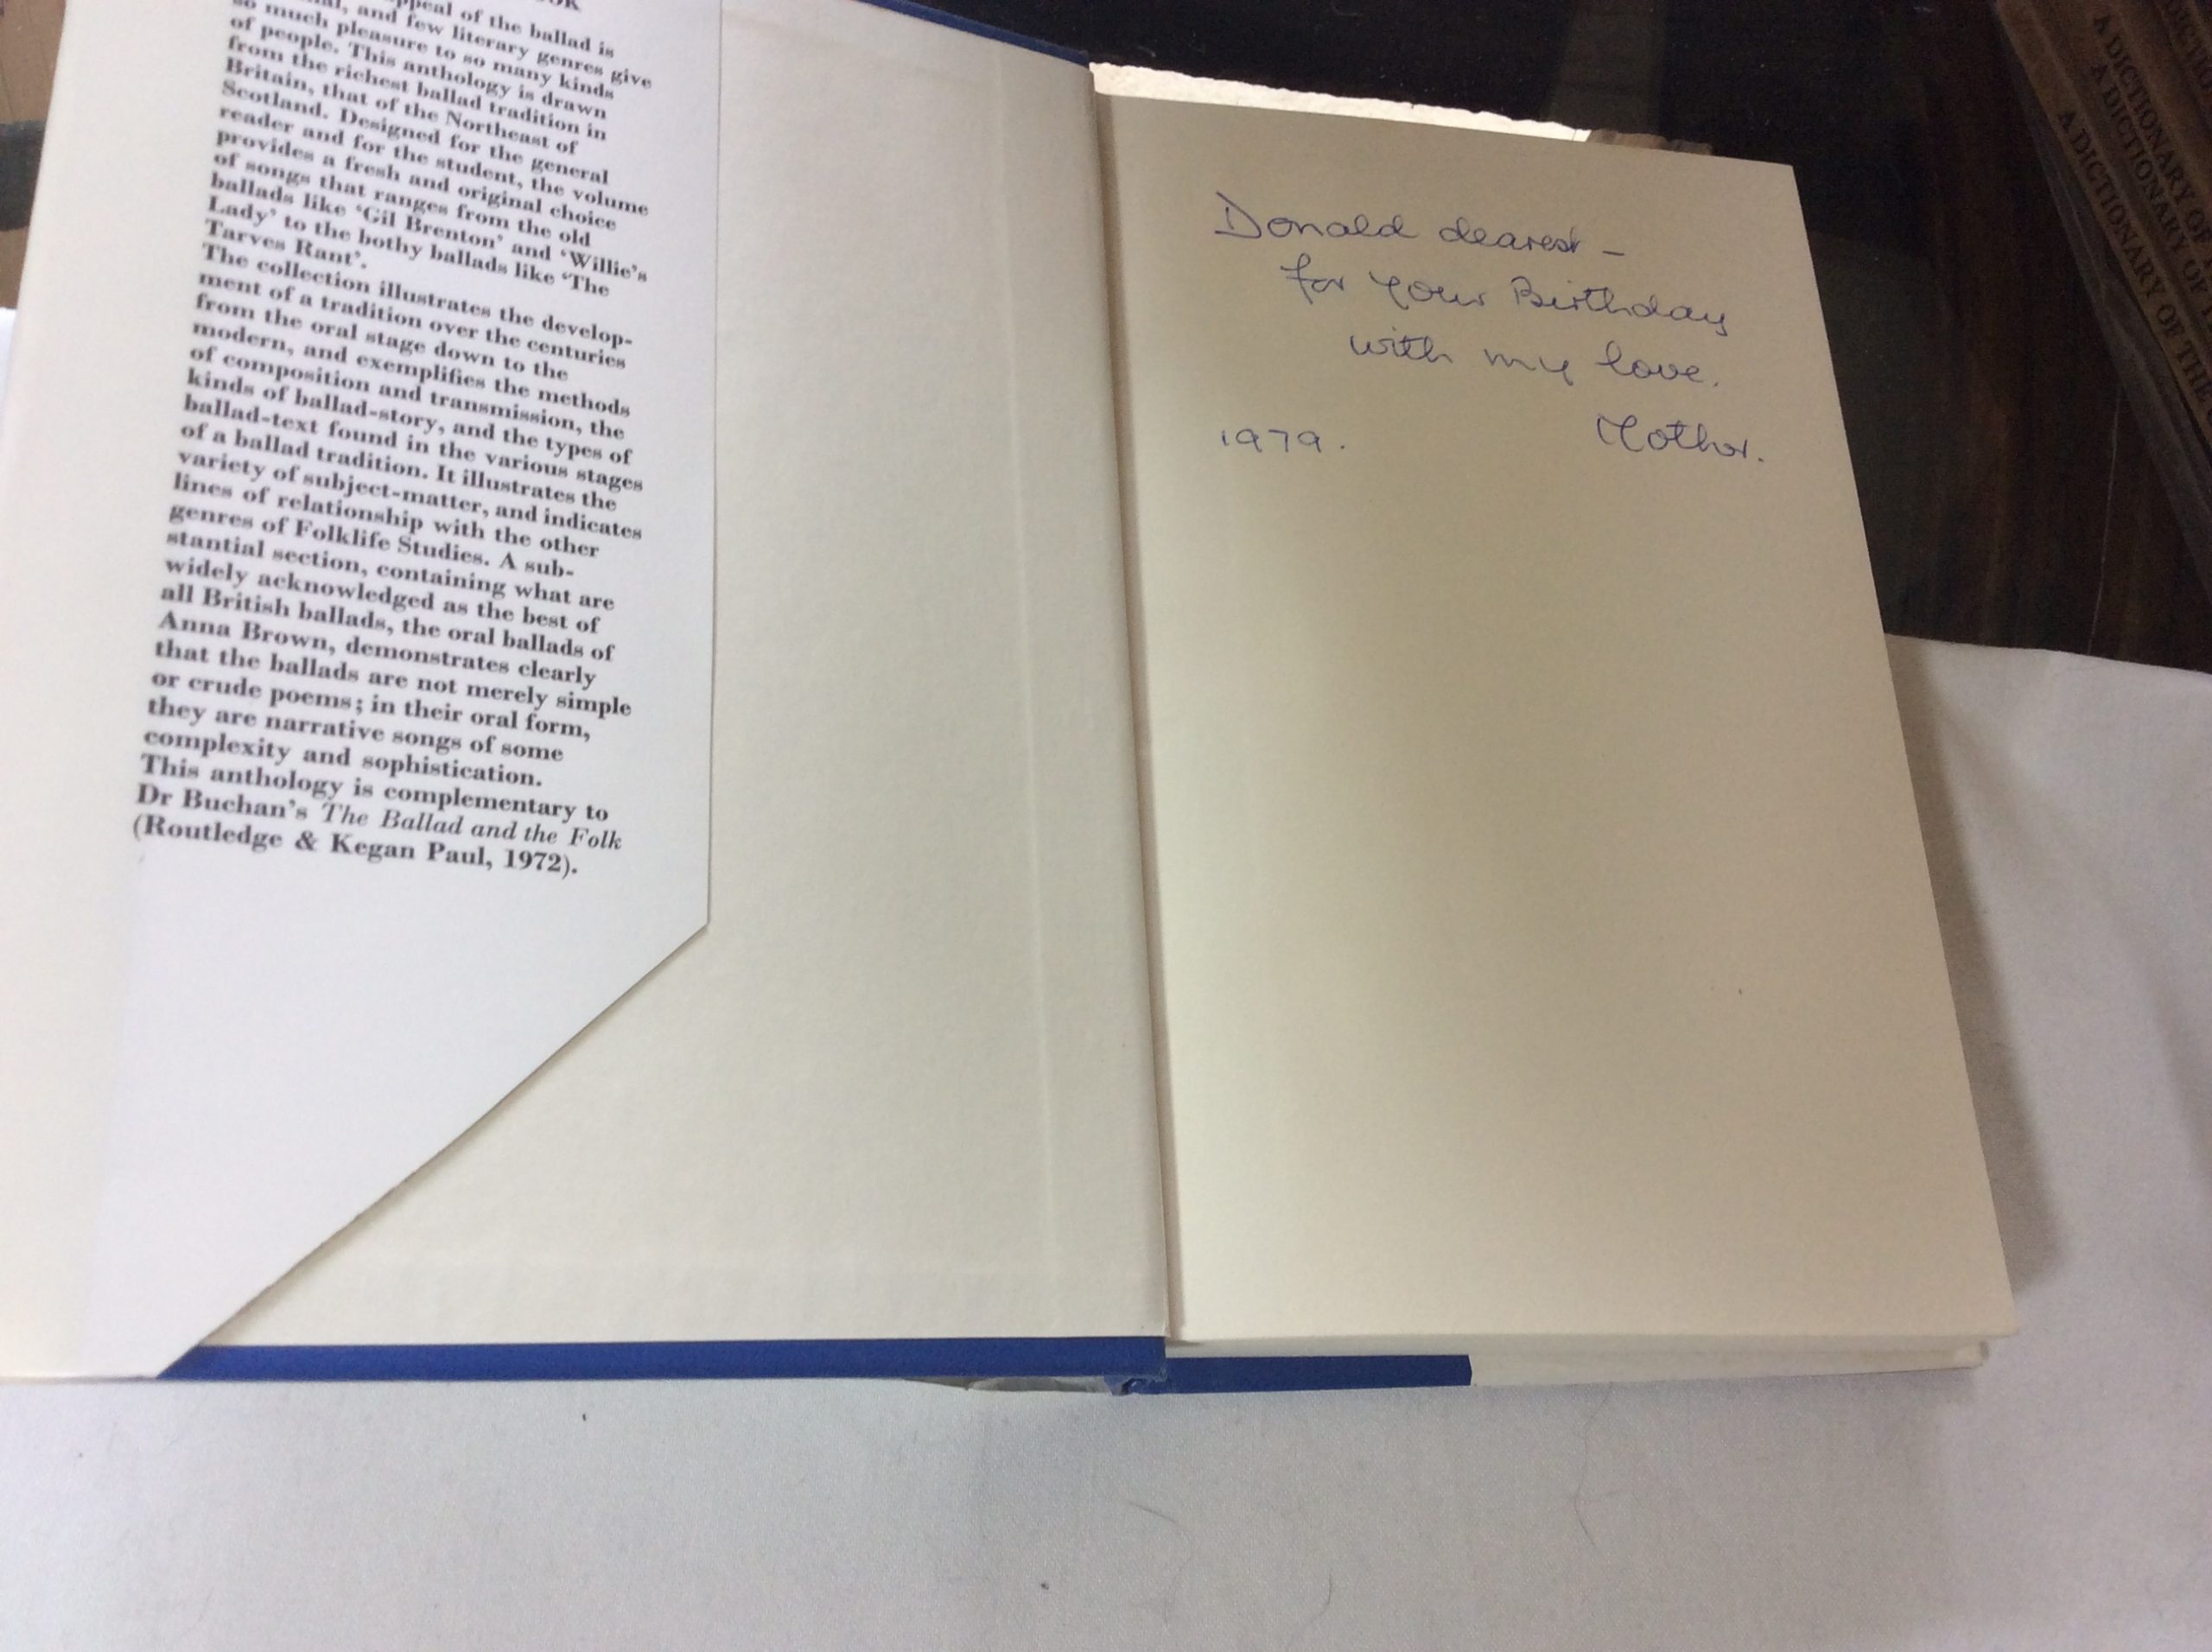 ppeal of the ballad is
and few literary genres give
so much pleasure to so many kinds
of people. This anthology is drawn
from the richest ballad tradition in
Britain, that of the Northeast of
Scotland. Designed for the general
reader and for the student, the volume
provides a fresh and original choice
of songs that ranges from the old
ballads like ‘Gil Brenton’ and ‘Willie’s
Lady’ to the bothy ballads like ‘The
Tarves Rant’.
The collection illustrates the develop-
ment of a tradition over the centuries
from the oral stage down to the
modern, and exemplifies the methods
of composition and transmission, the
kinds of ballad-story, and the types of
ballad-text found in the various stages
of a ballad tradition. It illustrates the
variety of subject-matter, and indicates
lines of relationship with the other
genres of Folklife Studies. A sub-
stantial section, containing what are
widely acknowledged as the best of
all British ballads, the oral ballads of
Anna Brown, demonstrates clearly
that the ballads are not merely simple
or crude poems; in their oral form,
they are narrative songs of some
complexity and sophistication.
This anthology is complementary to
Dr Buchan’s The Ballad and the Folk
(Routledge & Kegan Paul, 1972).
Donald dearest –
for your Birthday
with my love.
1979. Mother.
A DICTIONARY OF
A DICTIONARY OF
A DICTIONARY OF THE